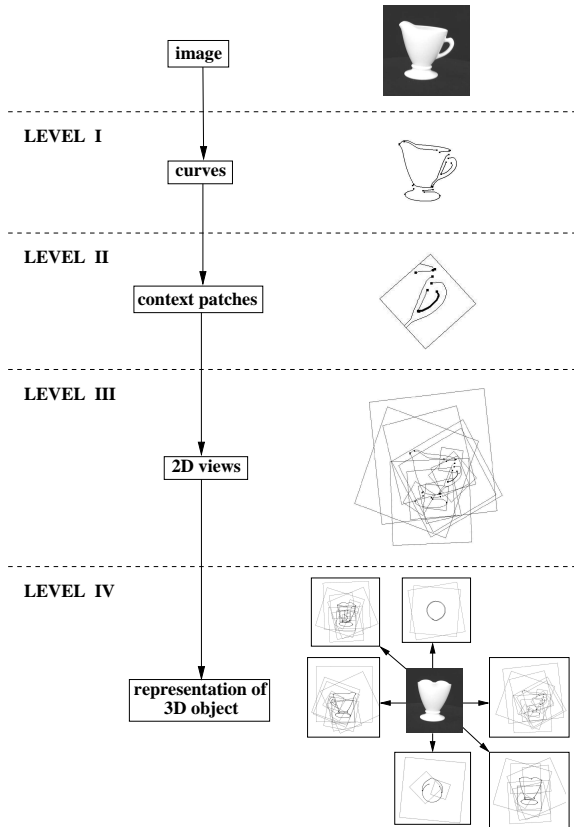 image
LEVEL I
curves
LEVEL II
context patches
LEVEL III
2D views
LEVEL IV
representation of
3D object